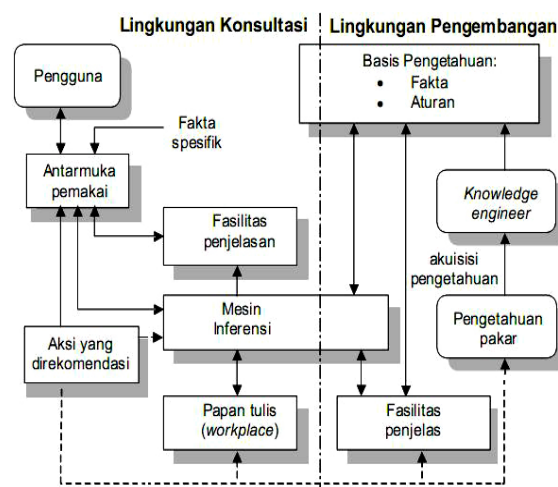 Lingkungan Konsultasi
Lingkungan Pengembangan
Pengguna
Basis Pengetahuan:
• Fakta
• Aturan
Fakta
spesifik
Antarmuka
pemakai
Knowledge
engineer
Fasilitas
penjelasan
akuisisi
pengetahuan
Mesin
Inferensi
Pengetahuan
pakar
Aksi yang
direkomendasi
Papan tulis
(workplace)
Fasilitas
penjelas